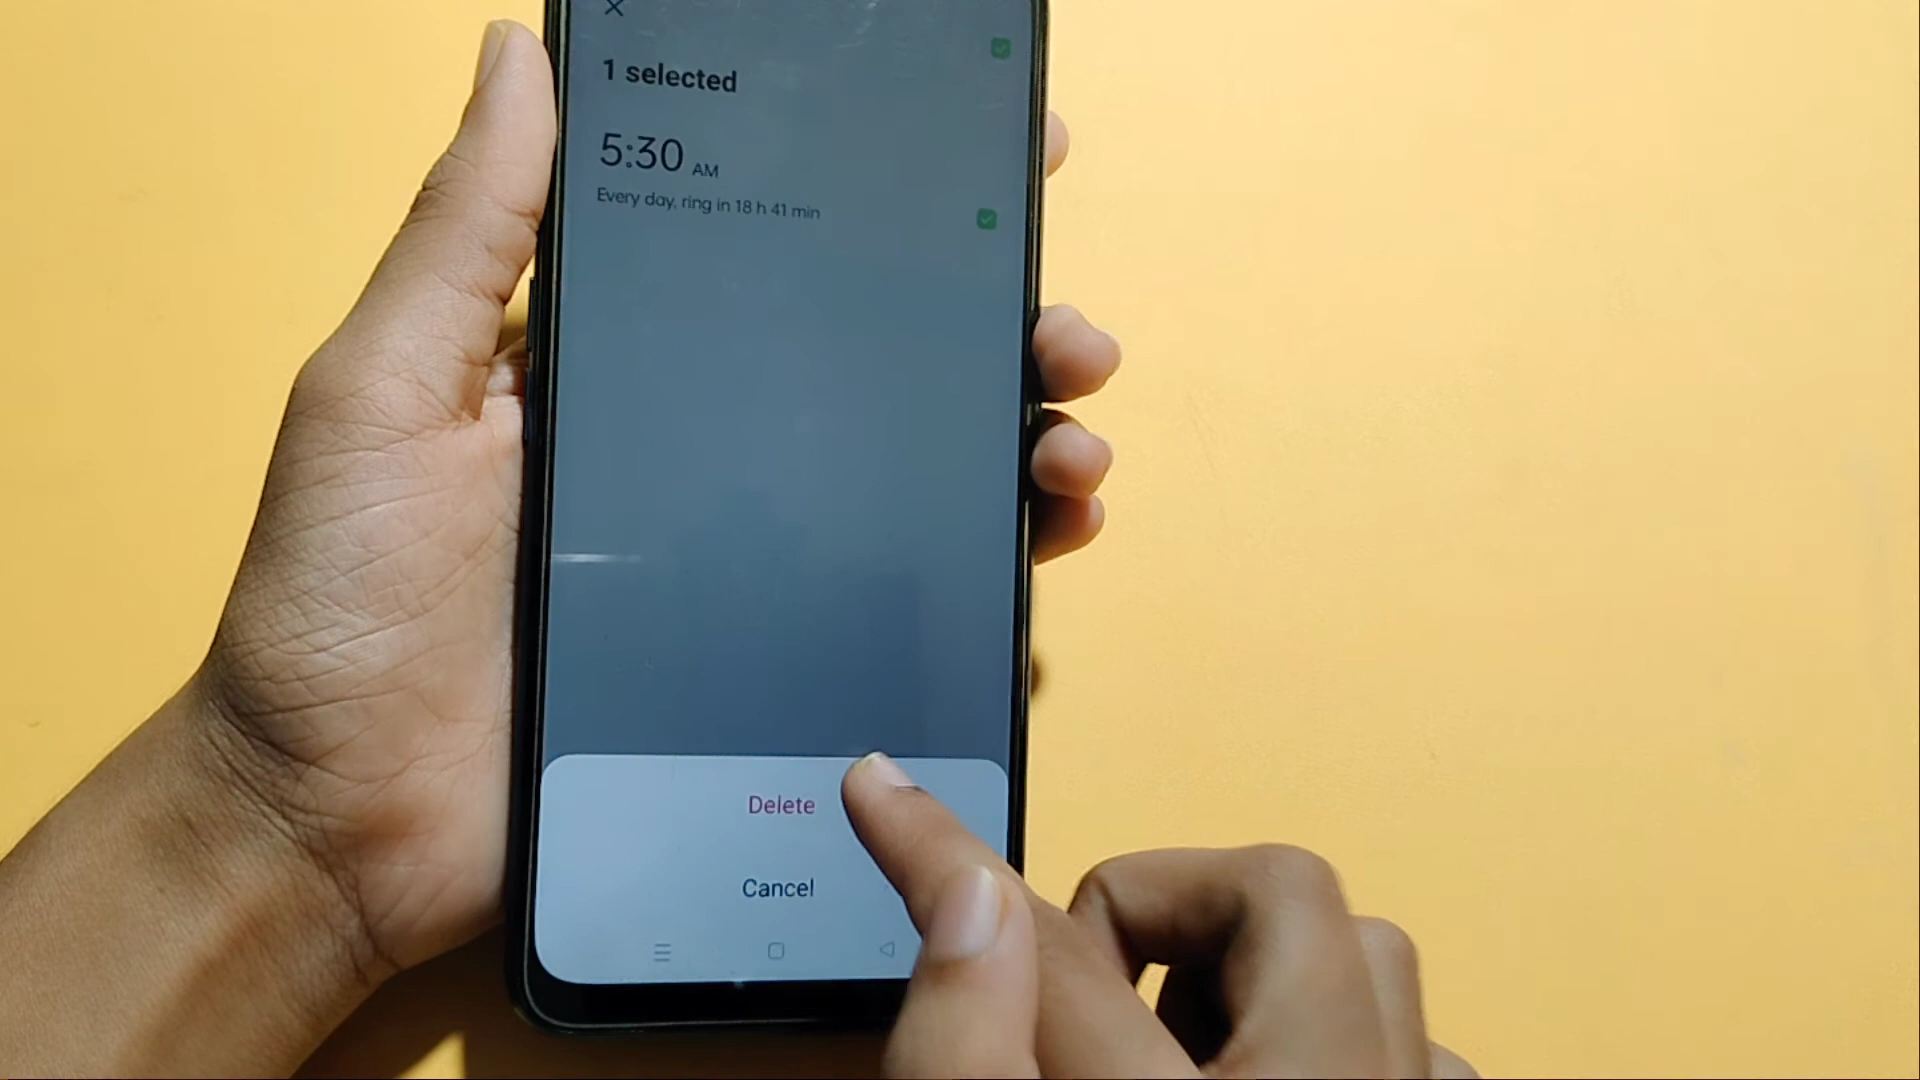 1 selected
5:30 AM
Every day, ring in 18 h 41 min
Delete
Cancel